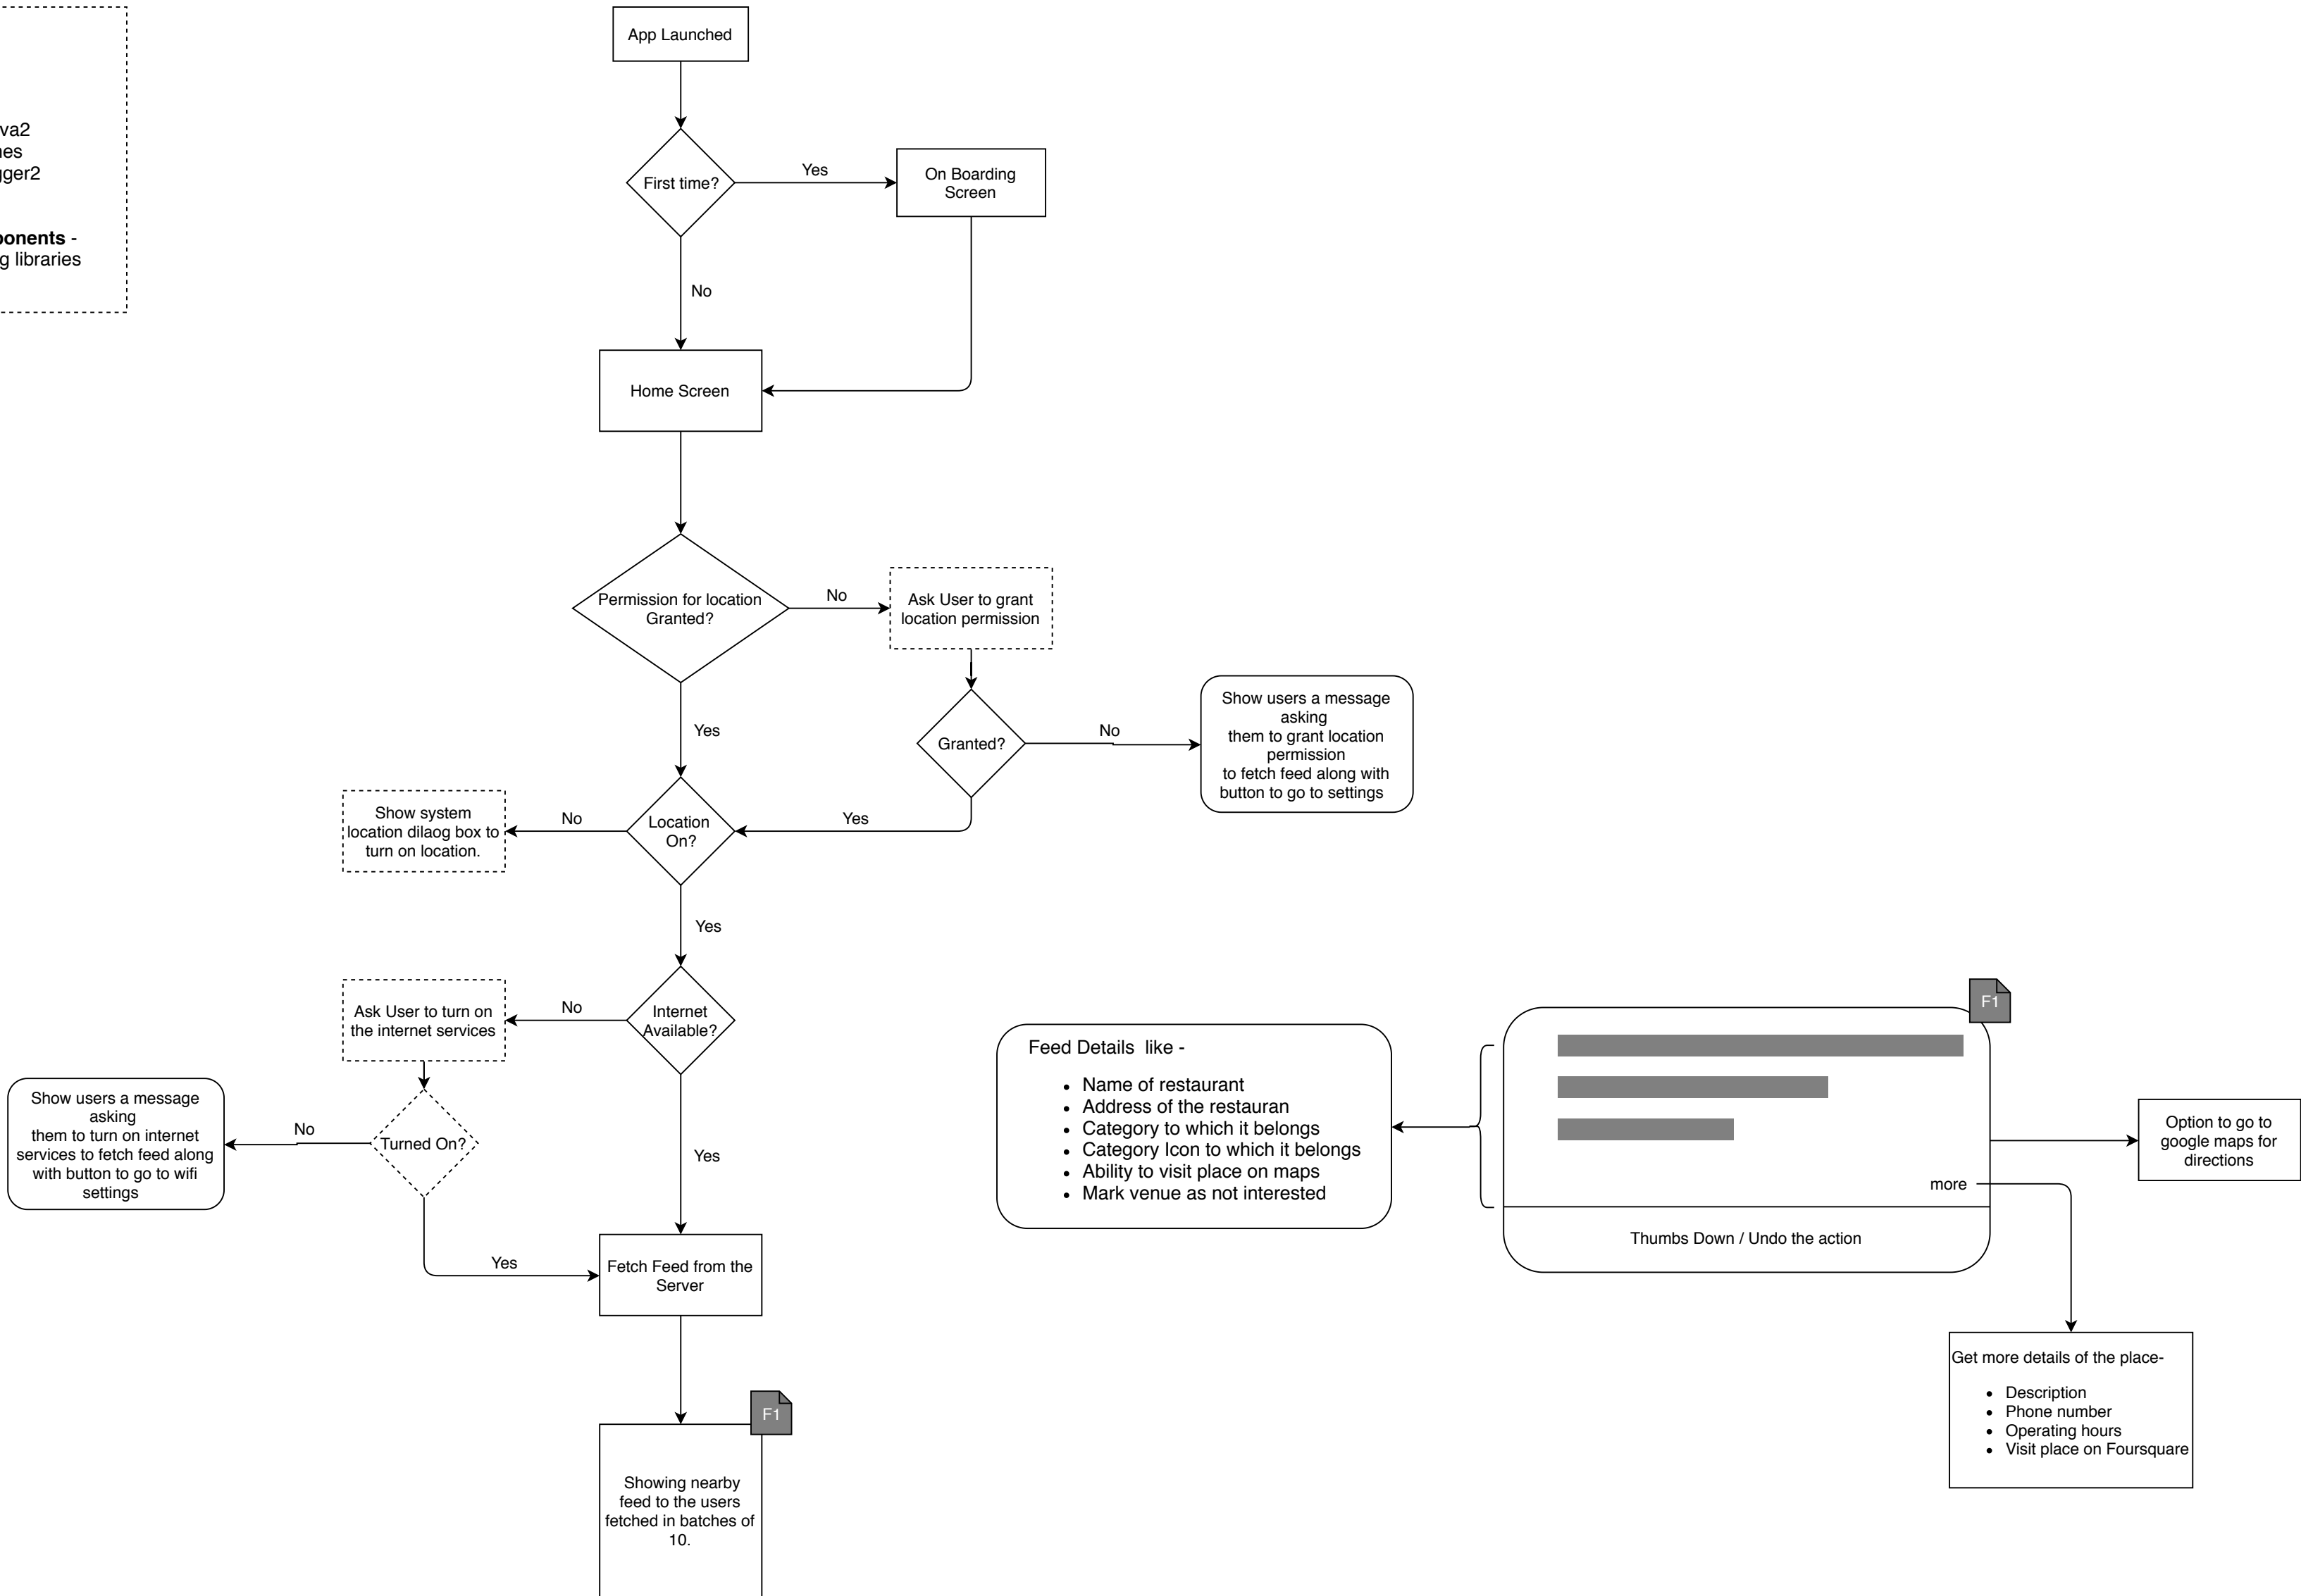 App Launched
First time?
Yes
On Boarding
Screen
No
Home Screen
Permission for location
Granted?
No
Ask User to grant
location permission
Yes
Granted?
No
Show users a message
asking
them to grant location
permission
to fetch feed along with
button to go to settings
Yes
Location
On?
No
Show system
location dilaog box to
turn on location.
Yes
Internet
Available?
No
Ask User to turn on
the internet services
Turned On?
No
Show users a message
asking
them to turn on internet
services to fetch feed along
with button to go to wifi
settings
Yes
Yes
Fetch Feed from the
Server
F1
Showing nearby
feed to the users
fetched in batches of
10.
Feed Details like -
• Name of restaurant
• Address of the restauran
• Category to which it belongs
• Category Icon to which it belongs
• Ability to visit place on maps
• Mark venue as not interested
F1
more
Thumbs Down / Undo the action
Option to go to
google maps for
directions
Get more details of the place-
• Description
• Phone number
• Operating hours
• Visit place on Foursquare
va2
nes
gger2
ponents -
g libraries